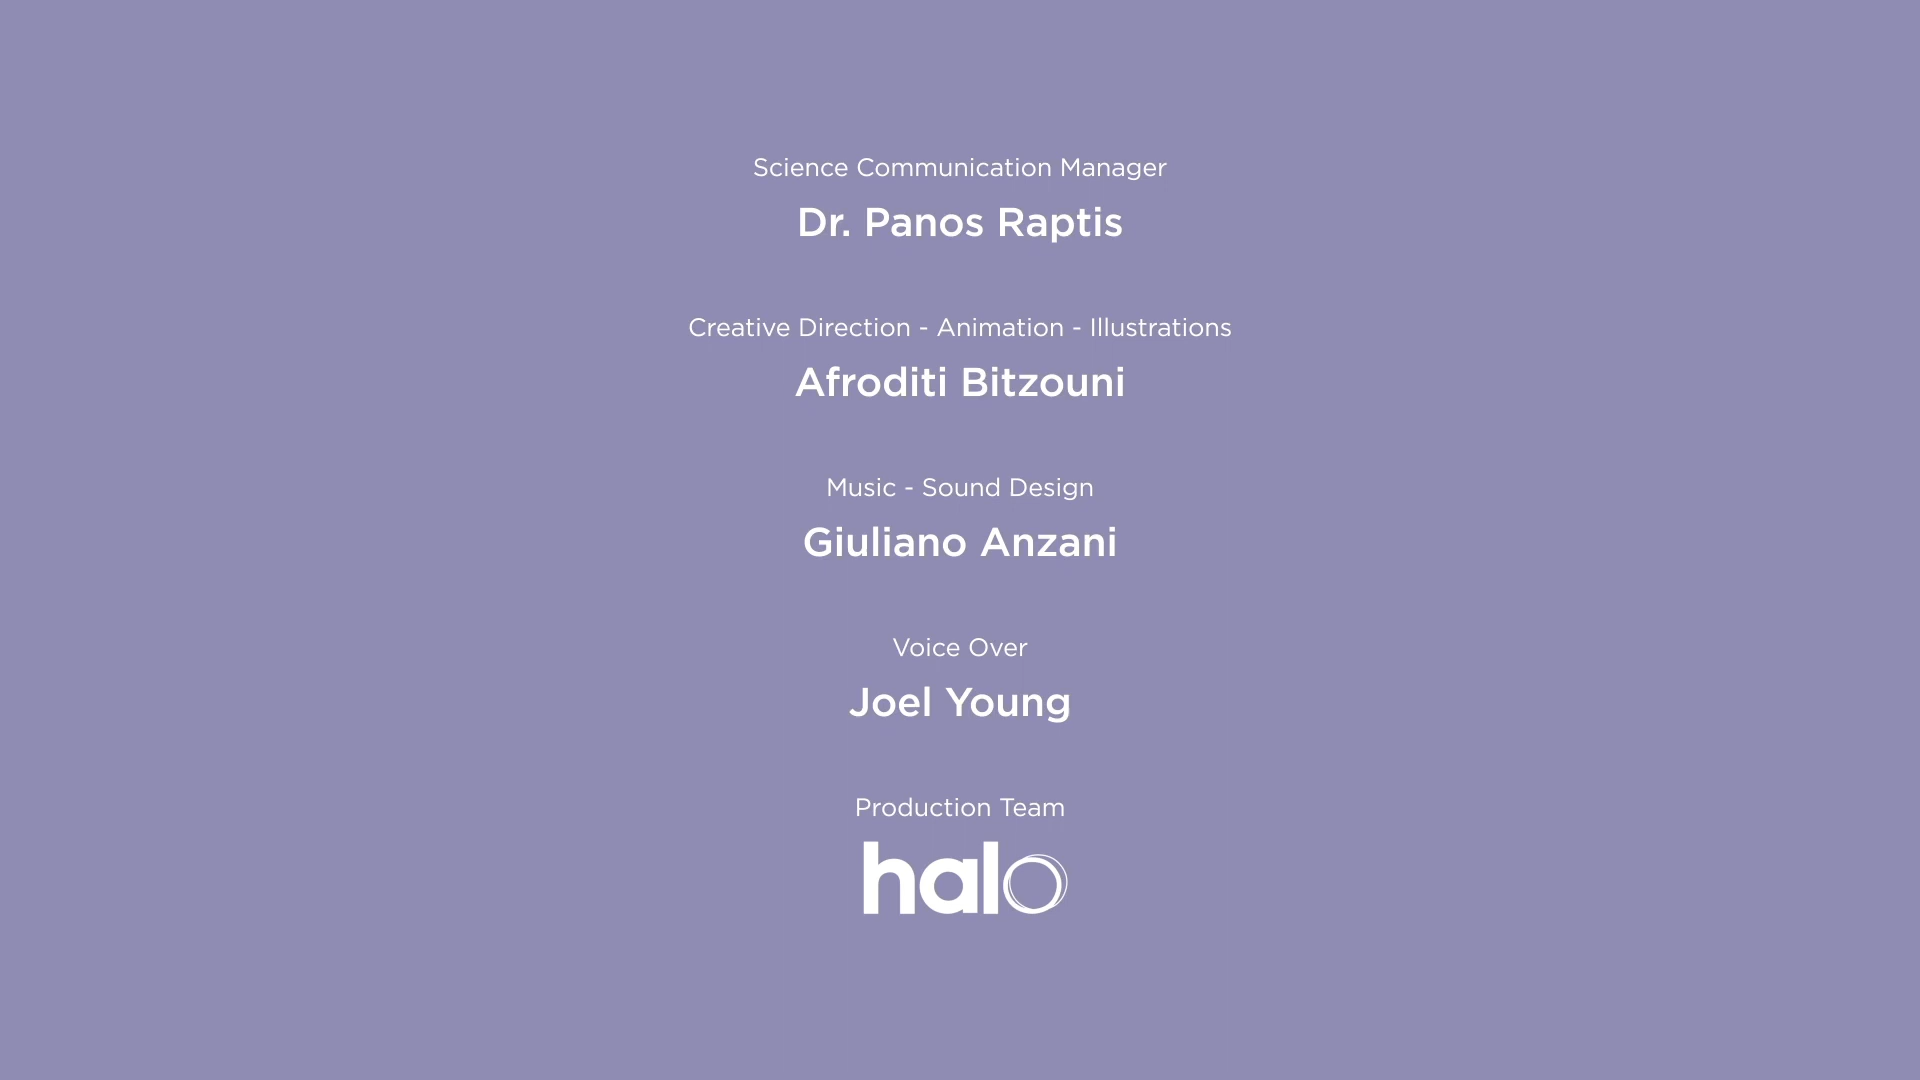 Science Communication Manager
Dr. Panos Raptis
Creative Direction - Animation - Illustrations
Afroditi Bitzouni
Music - Sound Design
Giuliano Anzani
Voice Over
Joel Young
Production Team
halo